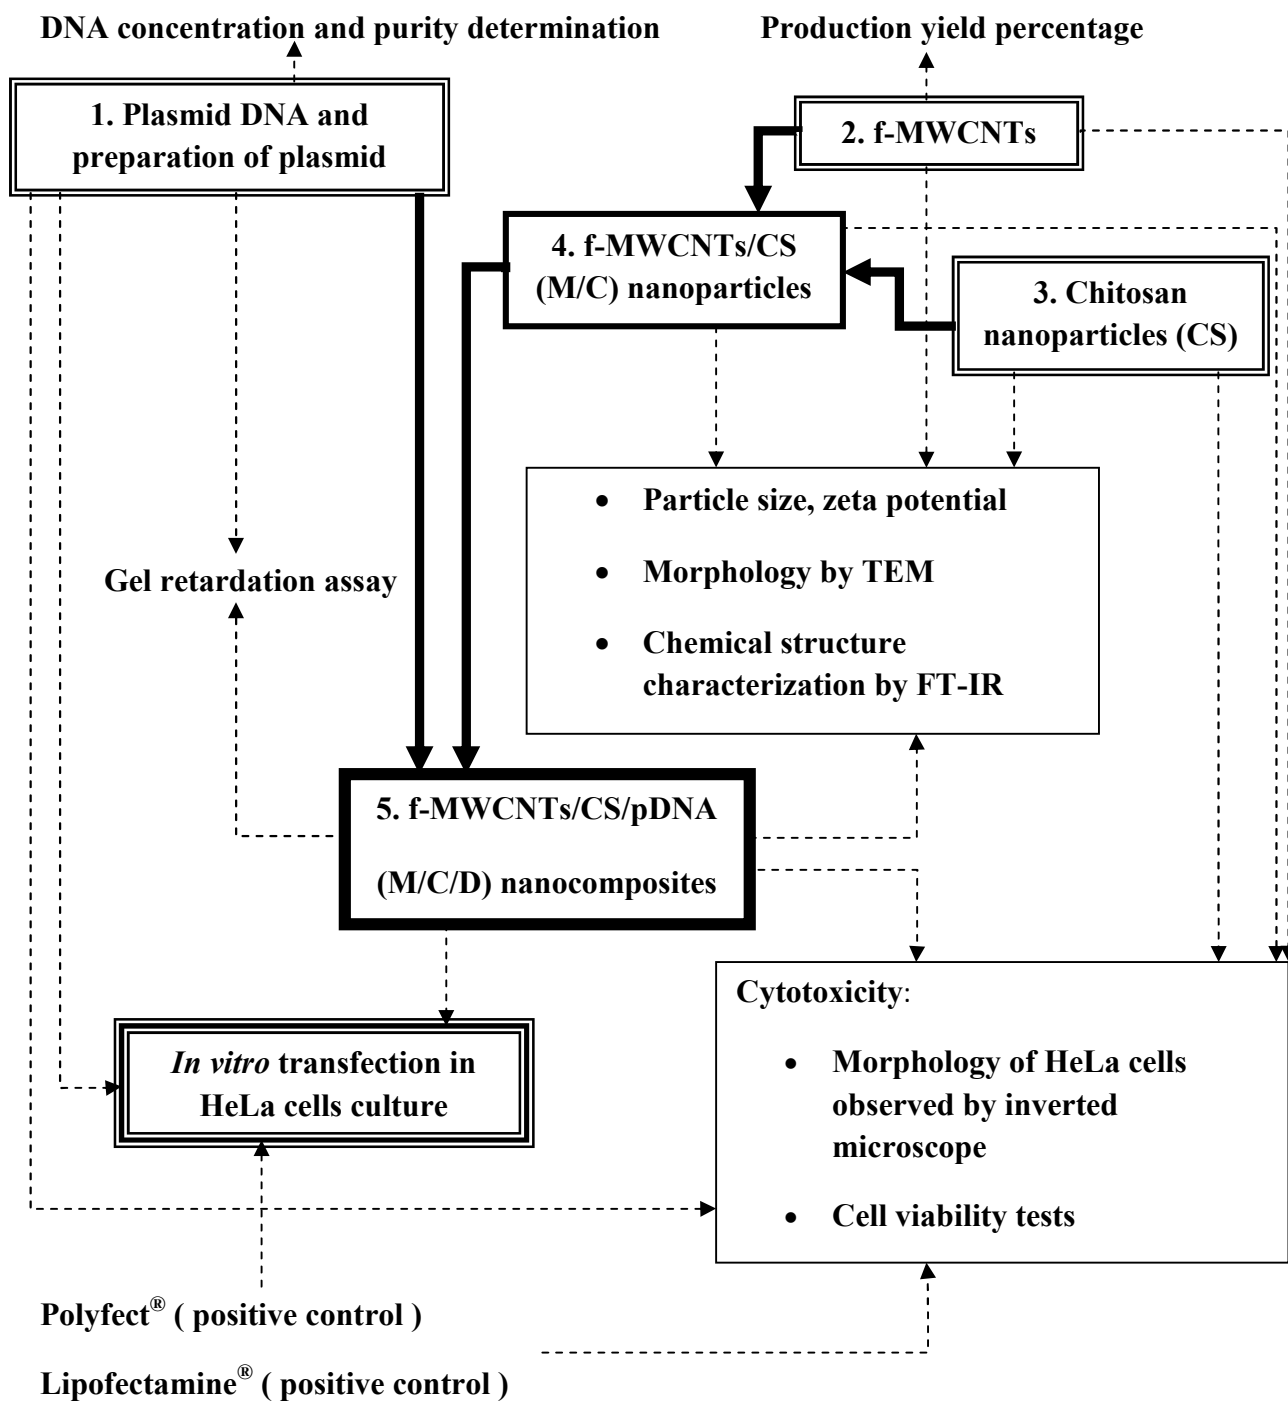 DNA concentration and purity determination
Production yield percentage
1. Plasmid DNA and
preparation of plasmid
2. f-MWCNTs
4. f-MWCNTs/CS
(M/C) nanoparticles
3. Chitosan
nanoparticles (CS)
• Particle size, zeta potential
• Morphology by TEM
• Chemical structure
characterization by FT-IR
Gel retardation assay
5. f-MWCNTs/CS/pDNA
(M/C/D) nanocomposites
In vitro transfection in
HeLa cells culture
Cytotoxicity:
• Morphology of HeLa cells
observed by inverted
microscope
• Cell viability tests
Polyfect® ( positive control )
Lipofectamine® ( positive control )